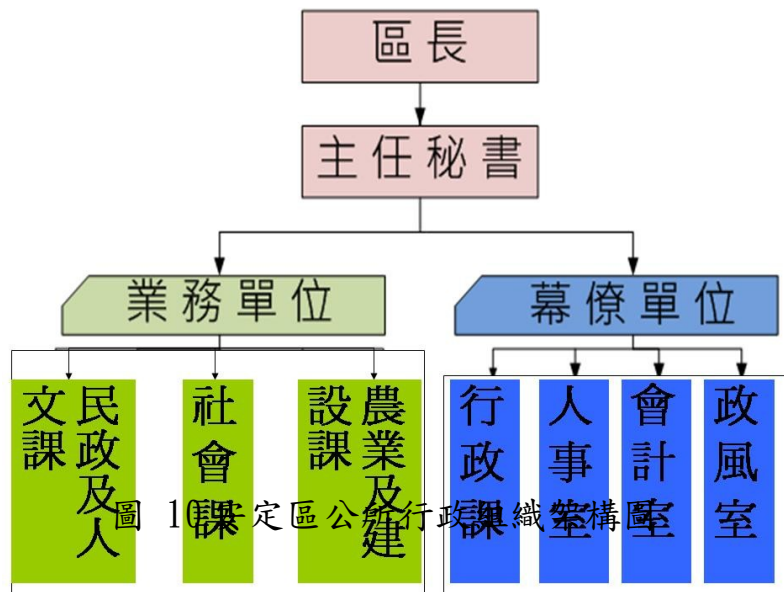 區長
主任秘書
業務單位
幕僚單位
民政及人文課
社會課
農業及建設課
行政課
人事室
會計室
政風室
圖 10 安定區公所行政組織架構圖